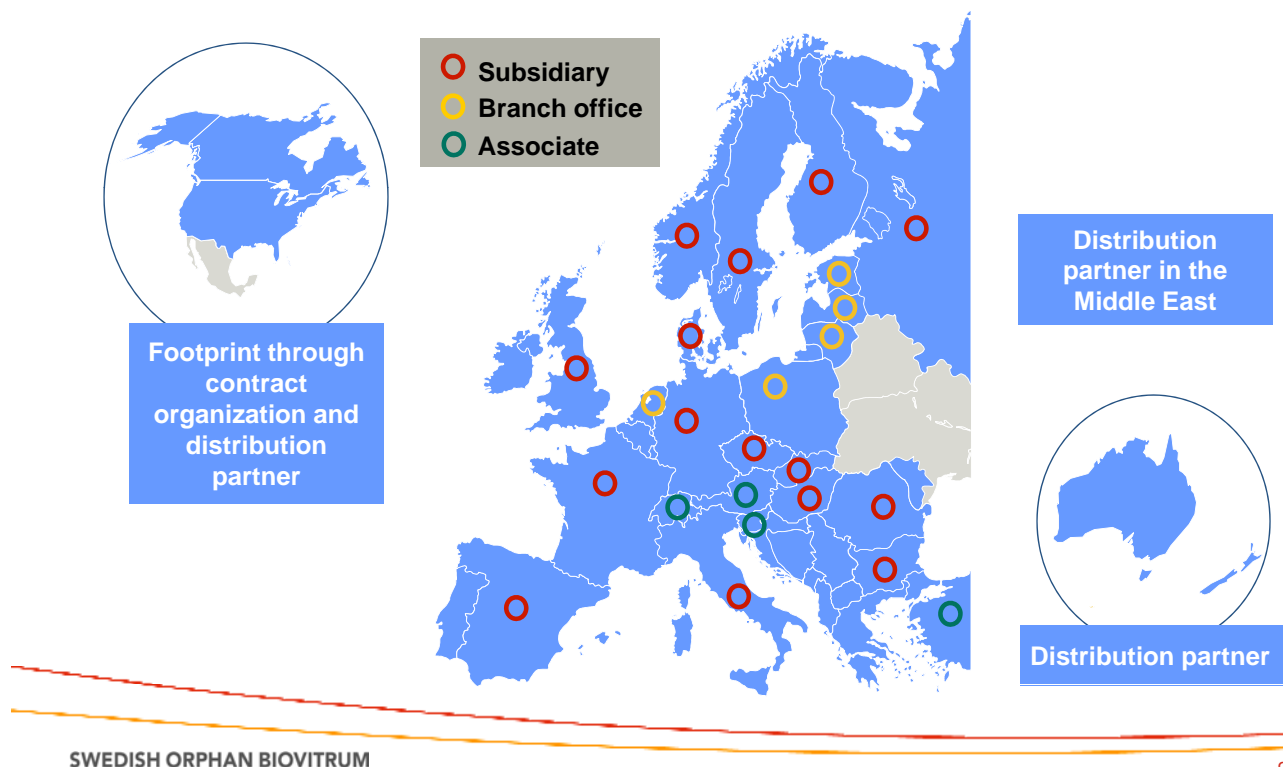 Subsidiary
Branch office
Associate
Footprint through
contract
organization and
distribution
partner
Distribution
partner in the
Middle East
Distribution partner
SWEDISH ORPHAN BIOVITRUM